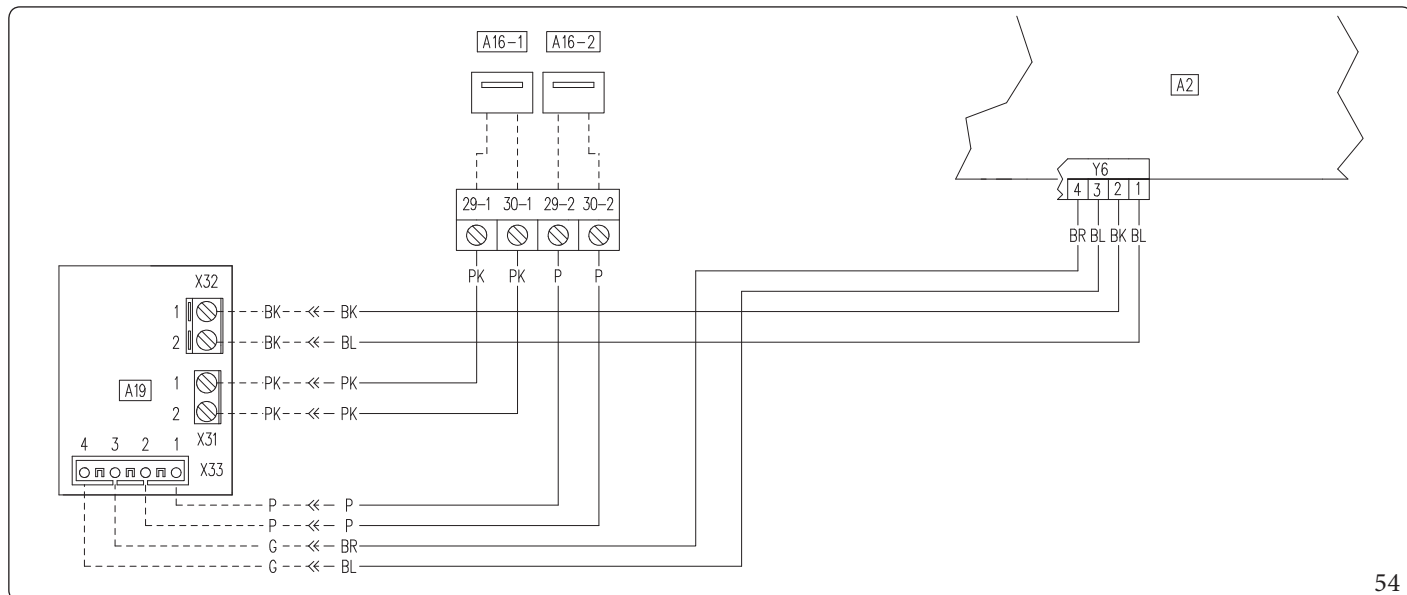 A16-1 A16-2
A2
Y6
4 3 2 1
BR BL BK BL
29-1 30-1 29-2 30-2
PK PK P P
X32
1 BK BK
2 BK BL
A19
1 PK PK
2 PK PK
X31
4 3 2 1
X33
P P
P P
G BR
G BL
54